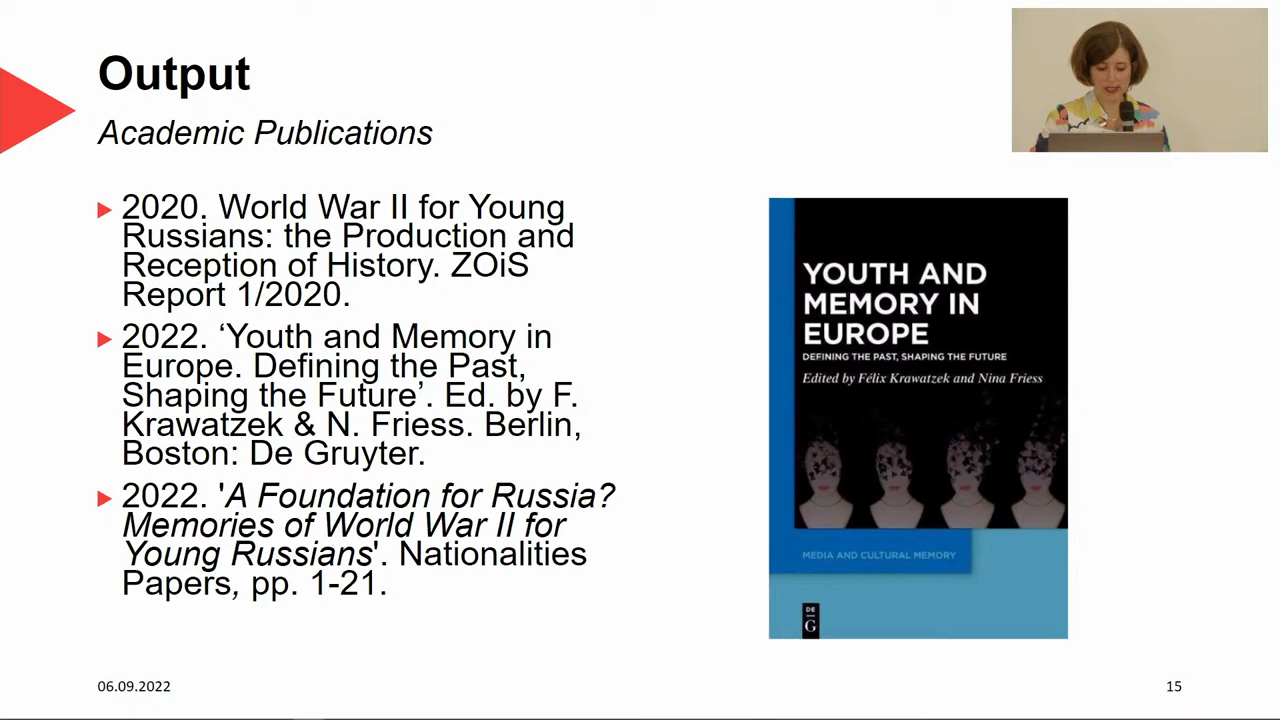 Output
Academic Publications
2020. World War II for Young
Russians: the Production and
Reception of History. ZOiS
Report 1/2020.
2022. ‘Youth and Memory in
Europe. Defining the Past,
Shaping the Future’. Ed. by F.
Krawatzek & N. Friess. Berlin,
Boston: De Gruyter.
2022. 'A Foundation for Russia?
Memories of World War II for
Young Russians'. Nationalities
Papers, pp. 1-21.
YOUTH AND
MEMORY IN
EUROPE
DEFINING THE PAST, SHAPING THE FUTURE
Edited by Félix Krawatzek and Nina Friess
MEDIA AND CULTURAL MEMORY
DE
G
06.09.2022
15